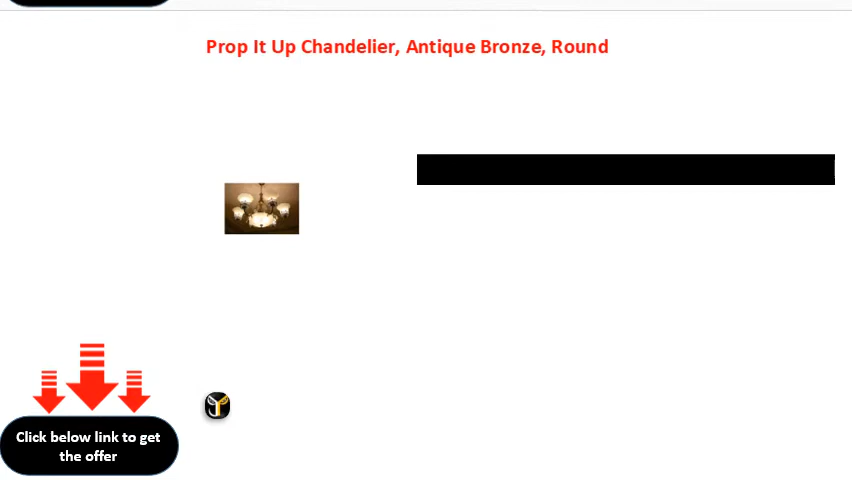 Prop It Up Chandelier, Antique Bronze, Round
Click below link to get
the offer